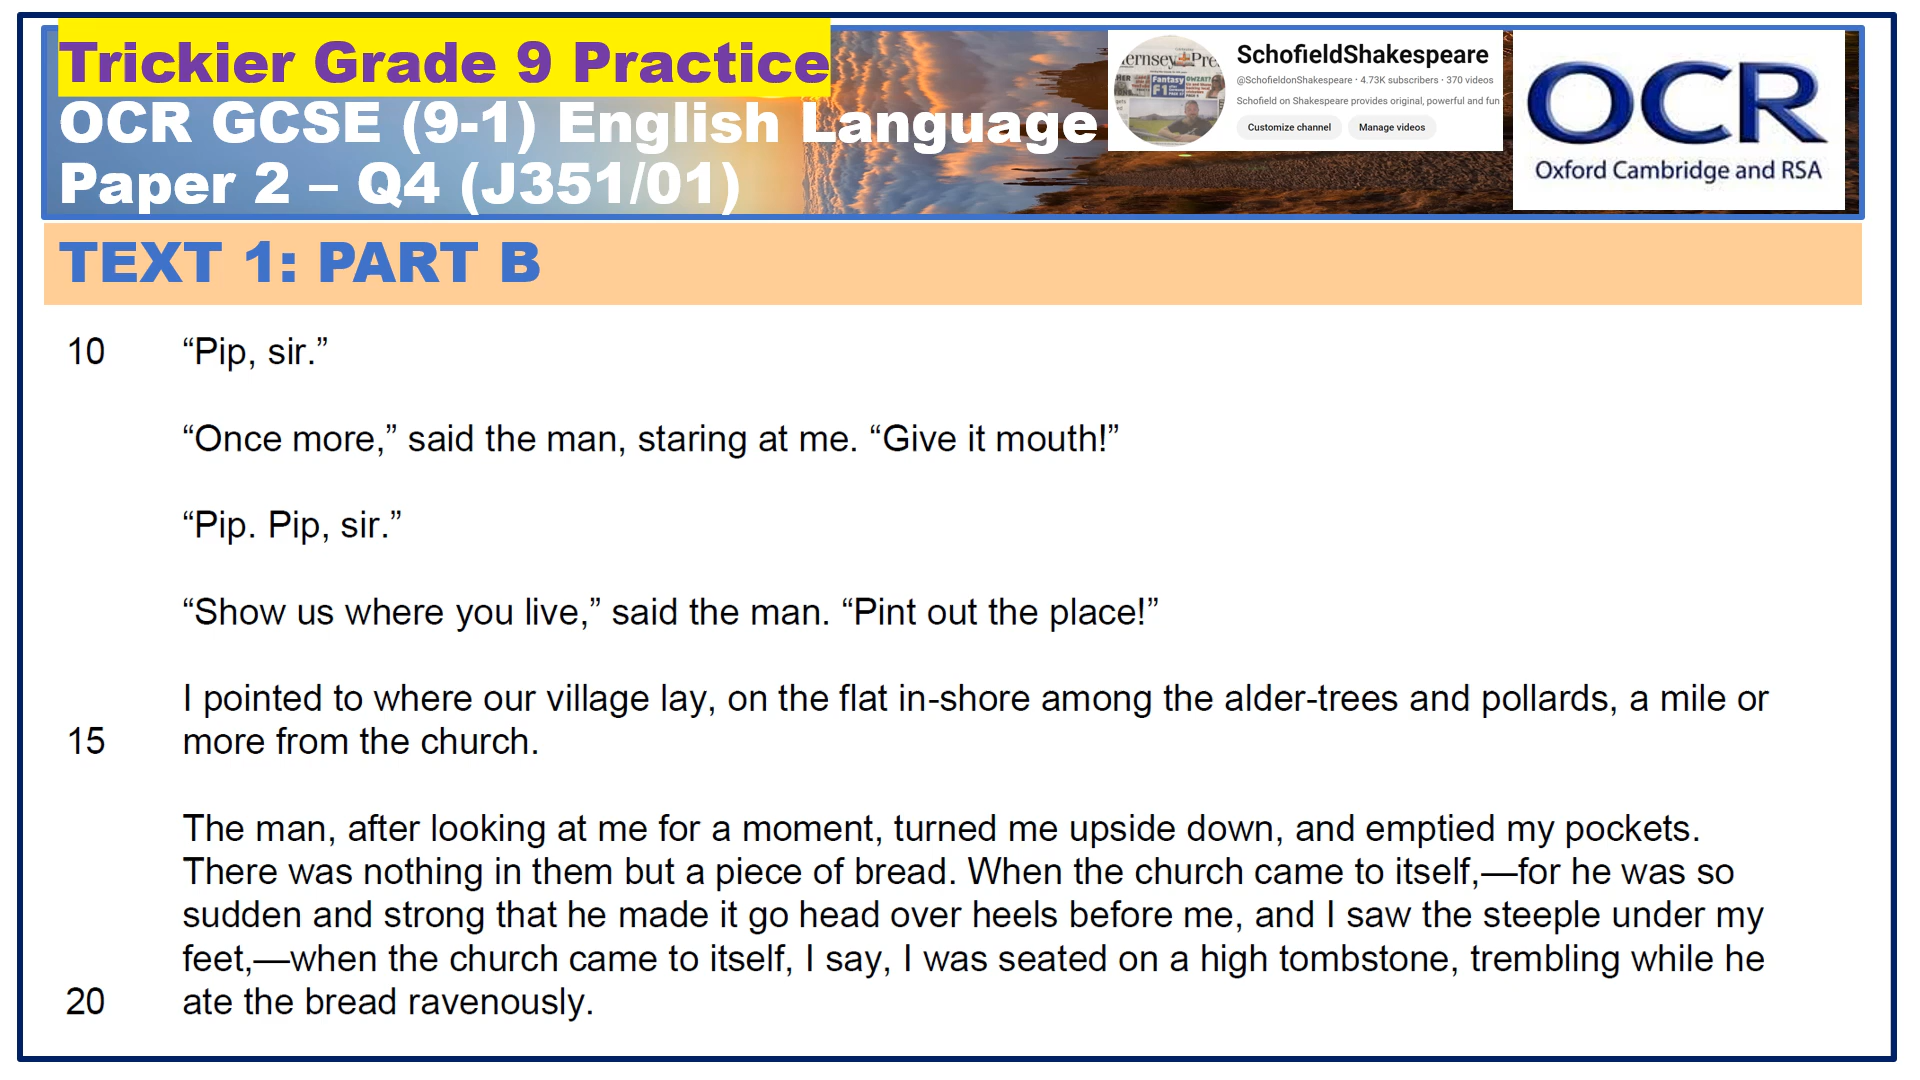 Trickier Grade 9 Practice
OCR GCSE (9-1) English Language
Paper 2 – Q4 (J351/01)
SchofieldShakespeare
@SchofieldonShakespeare · 4.73K subscribers · 370 videos
Schofield on Shakespeare provides original, powerful and fun
Customize channel
Manage videos
Fantasy
F1
OCR
Oxford Cambridge and RSA
TEXT 1: PART B
10 “Pip, sir.”
“Once more,” said the man, staring at me. “Give it mouth!”
“Pip. Pip, sir.”
“Show us where you live,” said the man. “Pint out the place!”
I pointed to where our village lay, on the flat in-shore among the alder-trees and pollards, a mile or
15 more from the church.
The man, after looking at me for a moment, turned me upside down, and emptied my pockets.
There was nothing in them but a piece of bread. When the church came to itself,—for he was so
sudden and strong that he made it go head over heels before me, and I saw the steeple under my
feet,—when the church came to itself, I say, I was seated on a high tombstone, trembling while he
20 ate the bread ravenously.